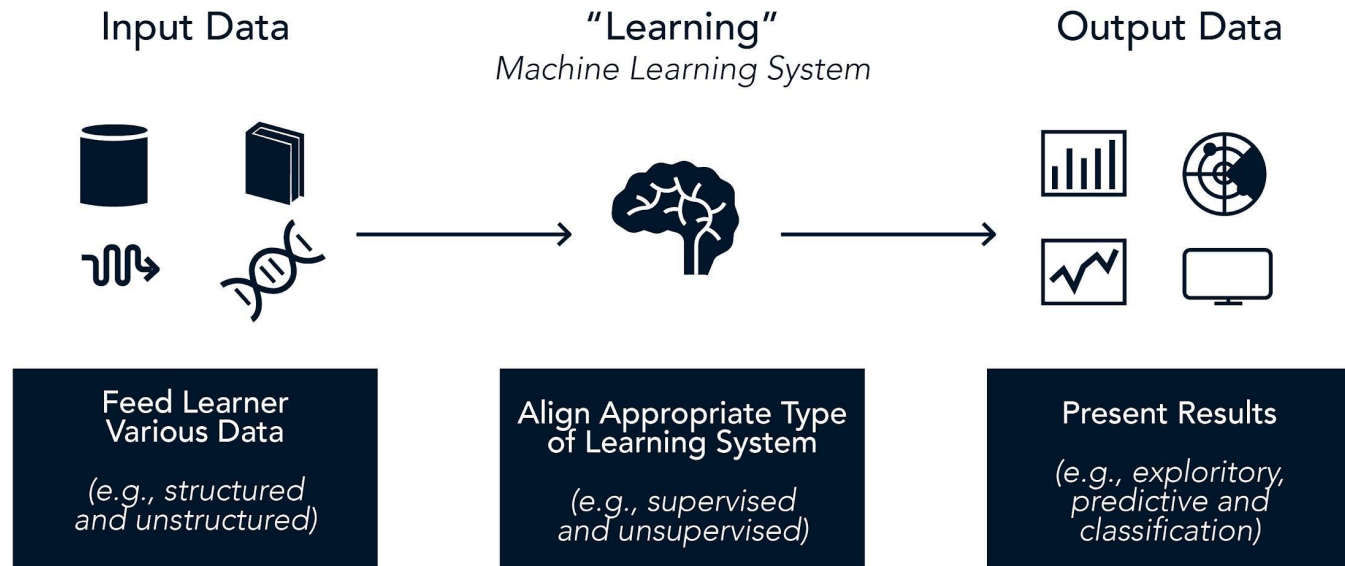 Input Data
"Learning"
Machine Learning System
Output Data
Feed Learner
Various Data
(e.g., structured
and unstructured)
Align Appropriate Type
of Learning System
(e.g., supervised
and unsupervised)
Present Results
(e.g., exploritory,
predictive and
classification)